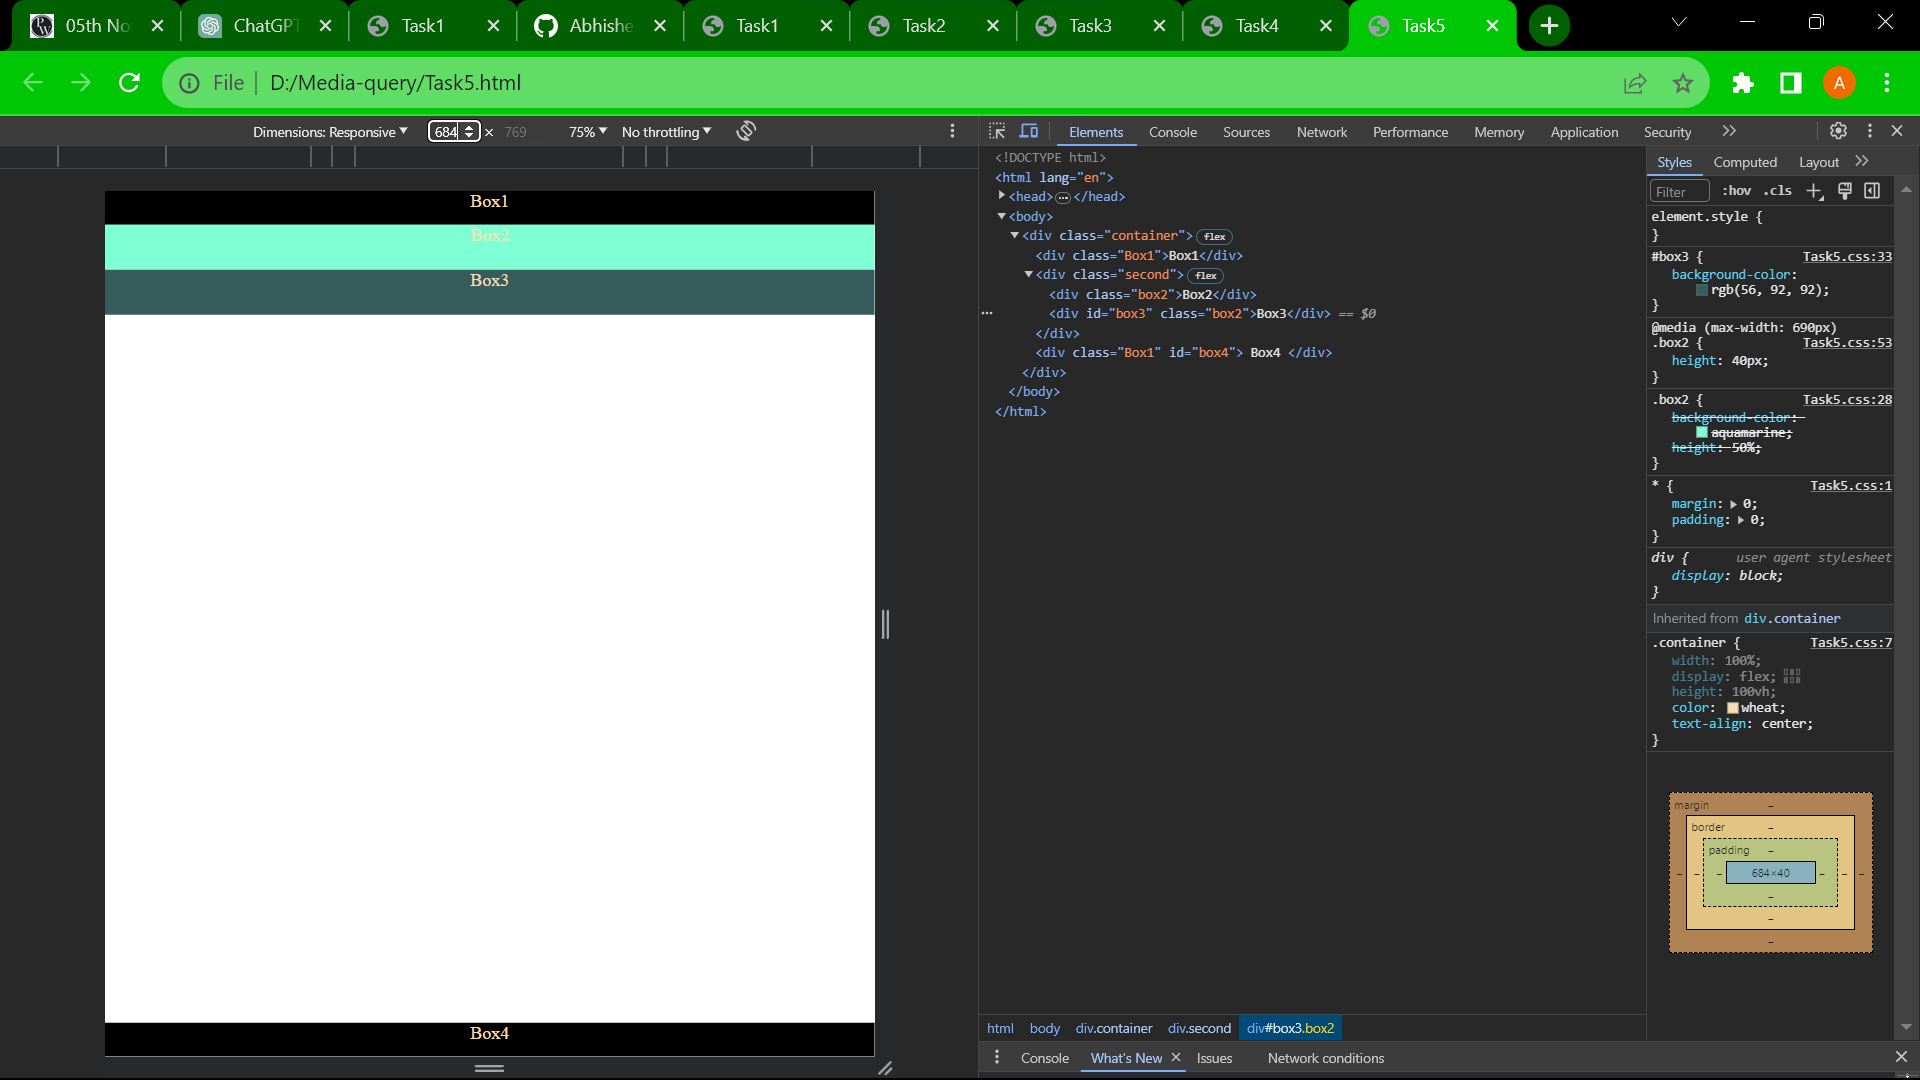 05th No
ChatGPT
Task1
Abhishe
Task1
Task2
Task3
Task4
Task5
File
D:/Media-query/Task5.html
A
Dimensions: Responsive
684 × 769
75%
No throttling
Elements
Console
Sources
Network
Performance
Memory
Application
Security
Box1
Box2
Box3
Box4
<!DOCTYPE html>
<html lang="en">
<head>…</head>
<body>
<div class="container"> flex
<div class="Box1">Box1</div>
<div class="second"> flex
<div class="box2">Box2</div>
<div id="box3" class="box2">Box3</div> == $0
</div>
<div class="Box1" id="box4"> Box4 </div>
</div>
</body>
</html>
Styles
Computed
Layout
Filter
:hov
.cls
element.style {
}
#box3 { Task5.css:33
background-color:
rgb(56, 92, 92);
}
@media (max-width: 690px)
.box2 { Task5.css:53
height: 40px;
}
.box2 { Task5.css:28
background-color:
aquamarine;
height: 50%;
}
* { Task5.css:1
margin: 0;
padding: 0;
}
div { user agent stylesheet
display: block;
}
Inherited from div.container
.container { Task5.css:7
width: 100%;
display: flex;
height: 100vh;
color: wheat;
text-align: center;
}
margin –
border –
padding –
– – – 684×40 – – –
–
–
–
html
body
div.container
div.second
div#box3.box2
Console
What's New
Issues
Network conditions